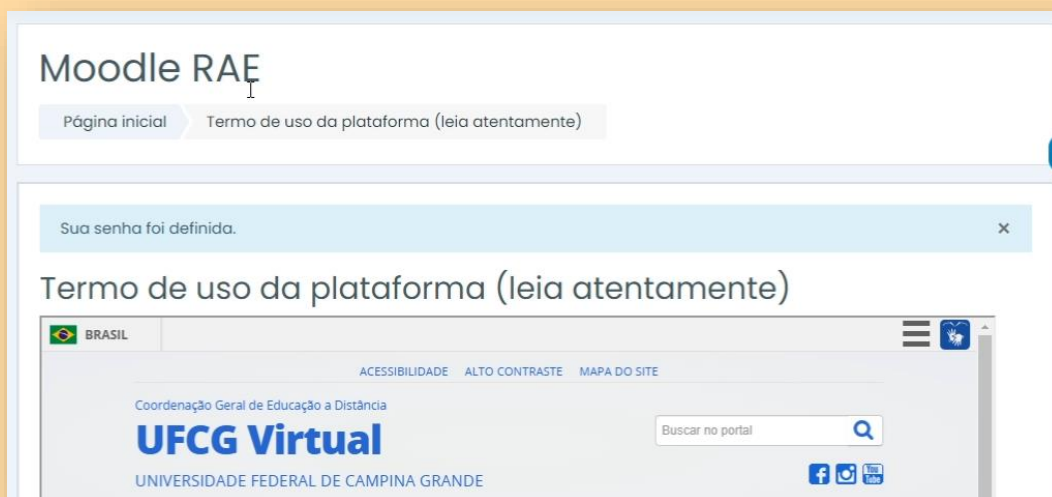 Moodle RAE
Página inicial Termo de uso da plataforma (leia atentamente)
Sua senha foi definida. ×
Termo de uso da plataforma (leia atentamente)
BRASIL
ACESSIBILIDADE ALTO CONTRASTE MAPA DO SITE
Coordenação Geral de Educação a Distância
UFCG Virtual
Buscar no portal
UNIVERSIDADE FEDERAL DE CAMPINA GRANDE
You Tube